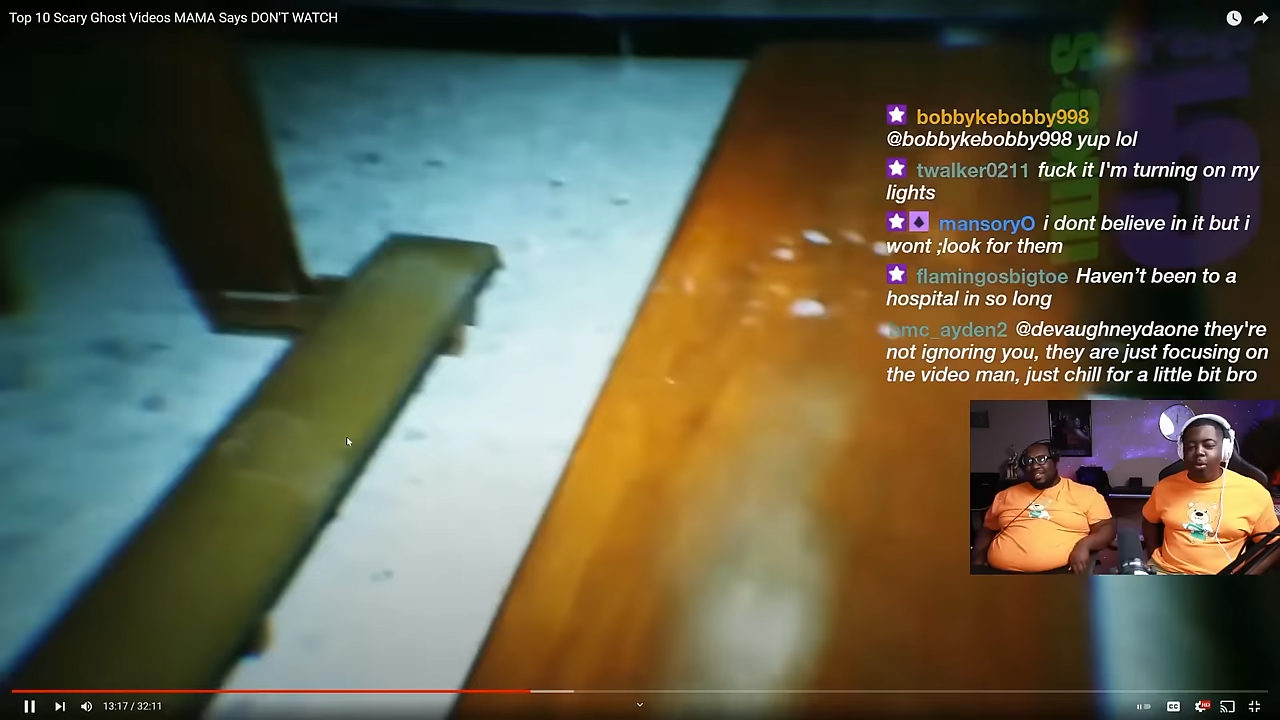 Top 10 Scary Ghost Videos MAMA Says DON'T WATCH
bobbykebobby998
@bobbykebobby998 yup lol
twalker0211 fuck it I'm turning on my
lights
mansoryO i dont believe in it but i
wont ;look for them
flamingosbigtoe Haven’t been to a
hospital in so long
@devaughneydaone they're
not ignoring you, they are just focusing on
the video man, just chill for a little bit bro
13:17 / 32:11
CC
HD